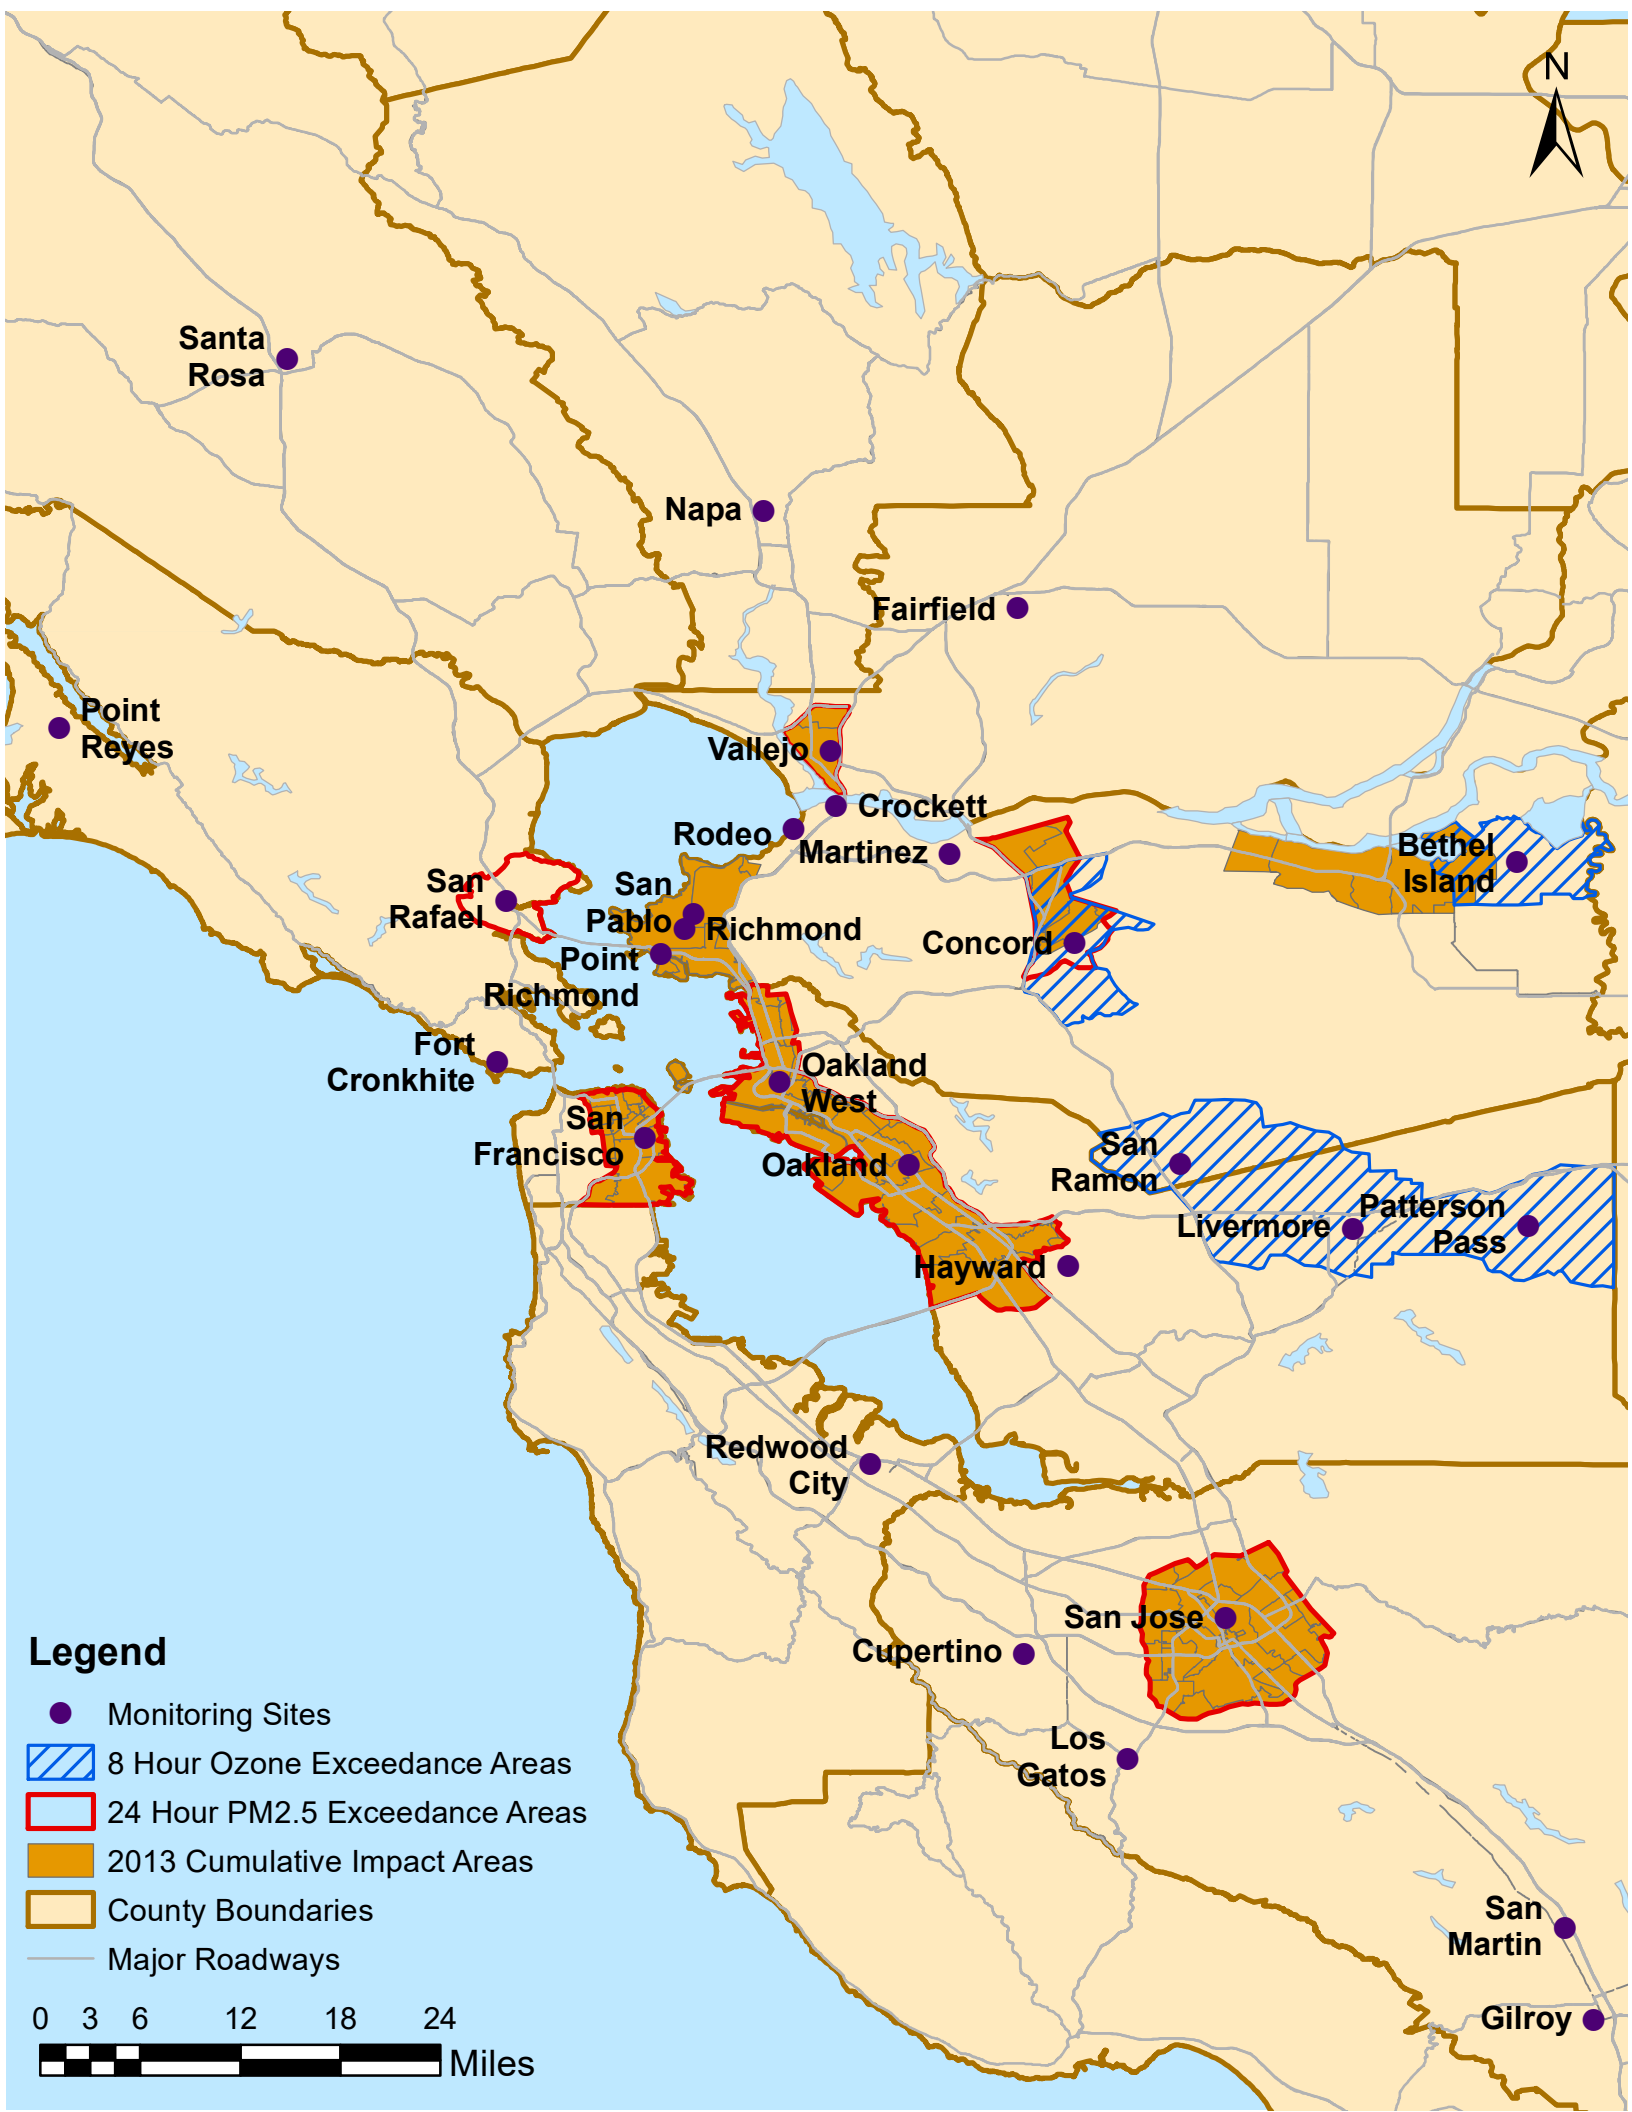 N
Santa
Rosa
Napa
Fairfield
Point
Reyes
Vallejo
Crockett
Rodeo
Martinez
Bethel
Island
San
Rafael
San
Pablo
Richmond
Concord
Point
Richmond
Fort
Cronkhite
Oakland
West
San
Francisco
San
Ramon
Oakland
Patterson
Pass
Livermore
Hayward
Redwood
City
San Jose
Cupertino
Los
Gatos
San
Martin
Gilroy
Legend
Monitoring Sites
8 Hour Ozone Exceedance Areas
24 Hour PM2.5 Exceedance Areas
2013 Cumulative Impact Areas
County Boundaries
Major Roadways
0 3 6 12 18 24
Miles